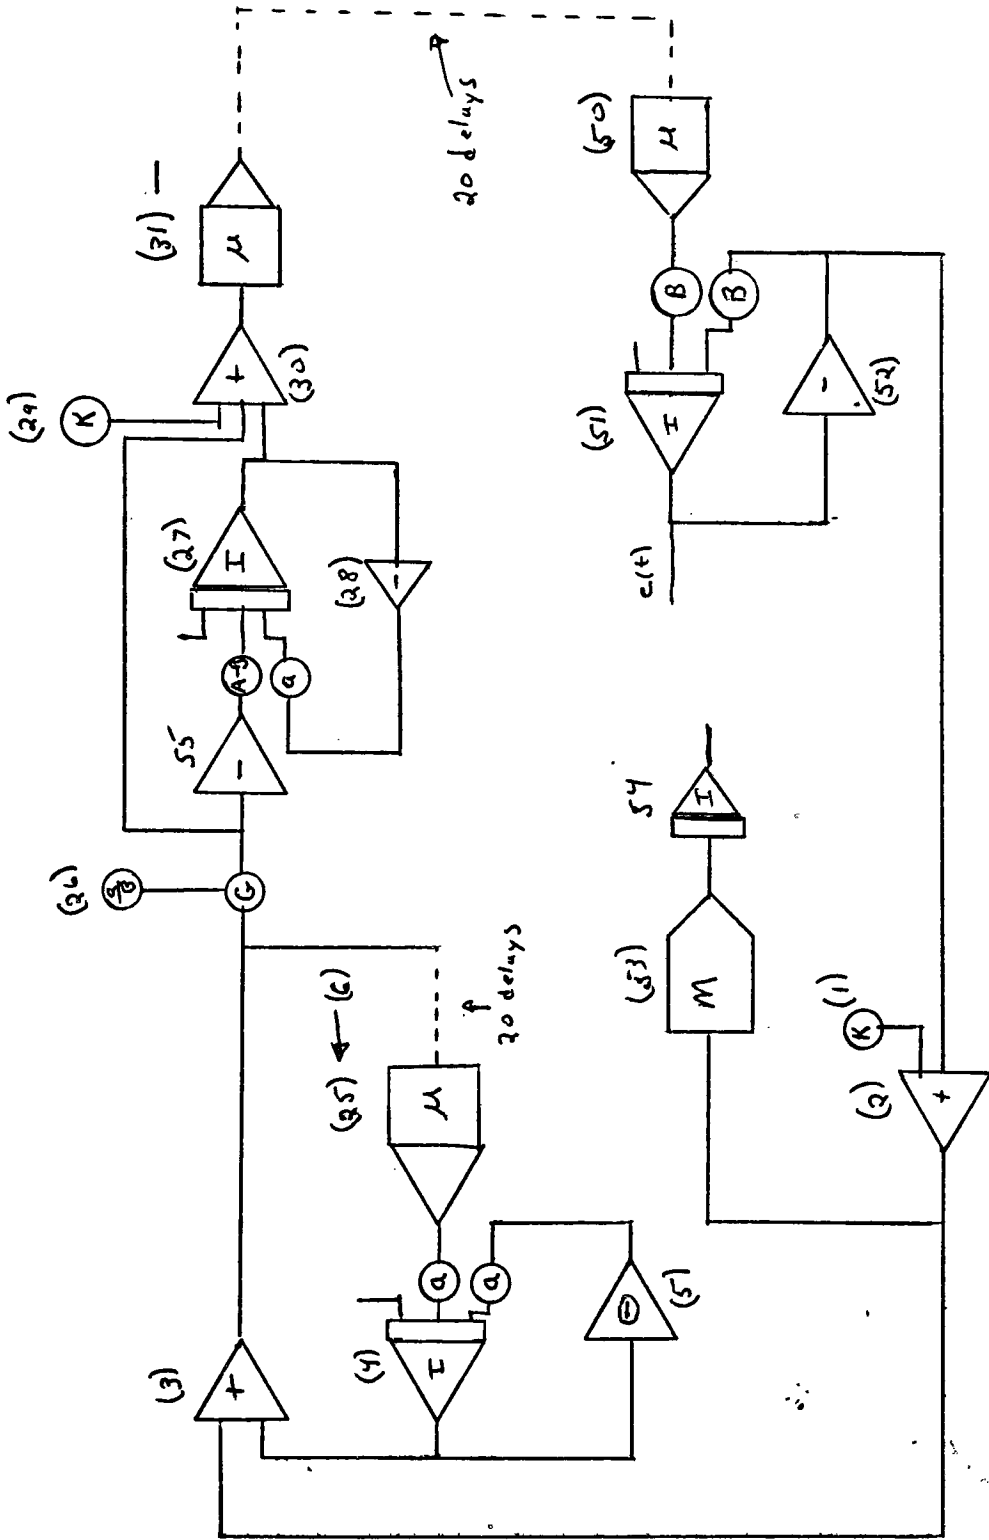 (3)
+
(4)
I
a
a
(5)
−
(25) ← (6)
μ
20 delays
(26)
G
55
−
A-B
a
(27)
I
(28)
−
(29)
K
(30)
+
(31) —
μ
20 delays
(50)
μ
B
B
(51)
I
c(t)
(52)
−
(53)
M
54
I
(1)
K
(2)
+